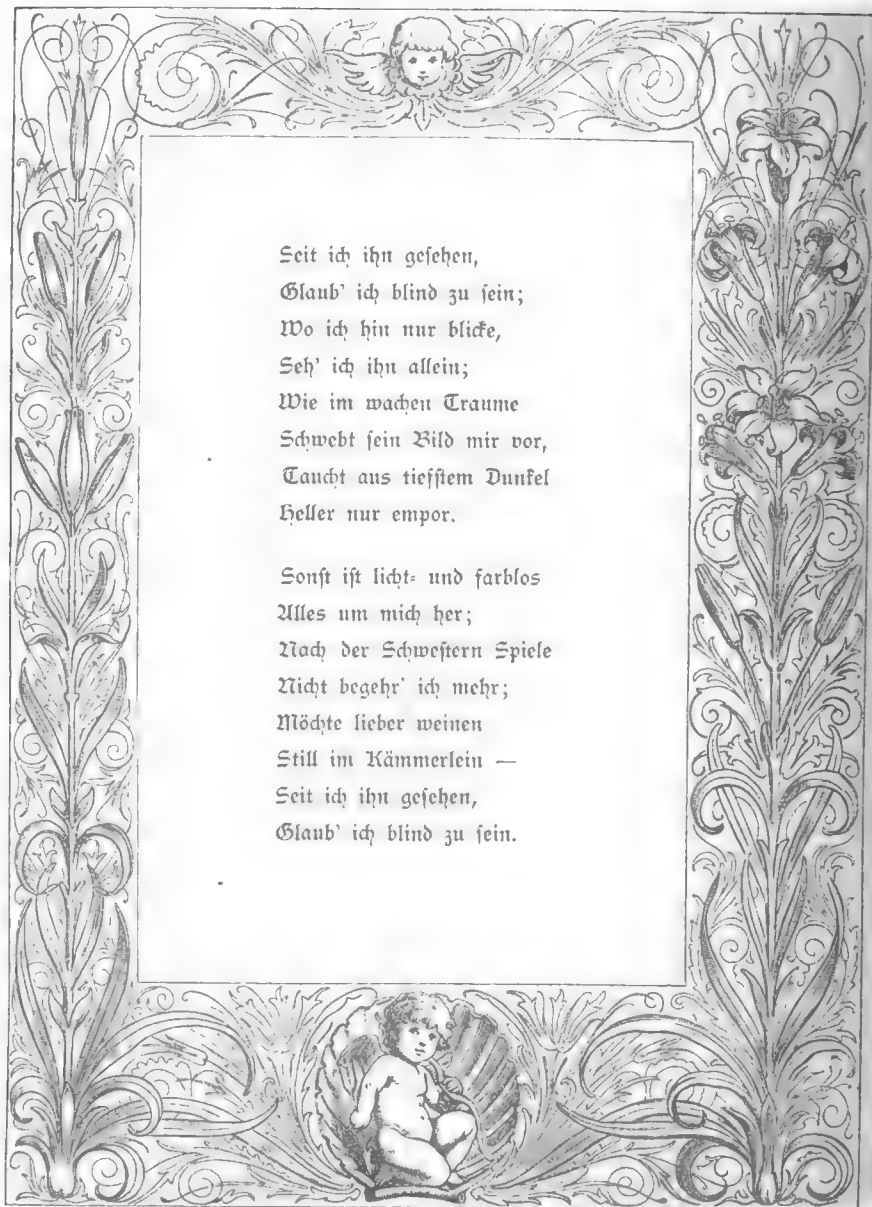 Seit ich ihn gesehen,
Glaub' ich blind zu sein;
Wo ich hin nur blicke,
Seh' ich ihn allein;
Wie im wachen Traume
Schwebt sein Bild mir vor,
Taucht aus tiefstem Dunkel
Heller nur empor.

Sonst ist licht- und farblos
Alles um mich her;
Nach der Schwestern Spiele
Nicht begehr' ich mehr;
Möchte lieber weinen
Still im Kämmerlein —
Seit ich ihn gesehen,
Glaub' ich blind zu sein.